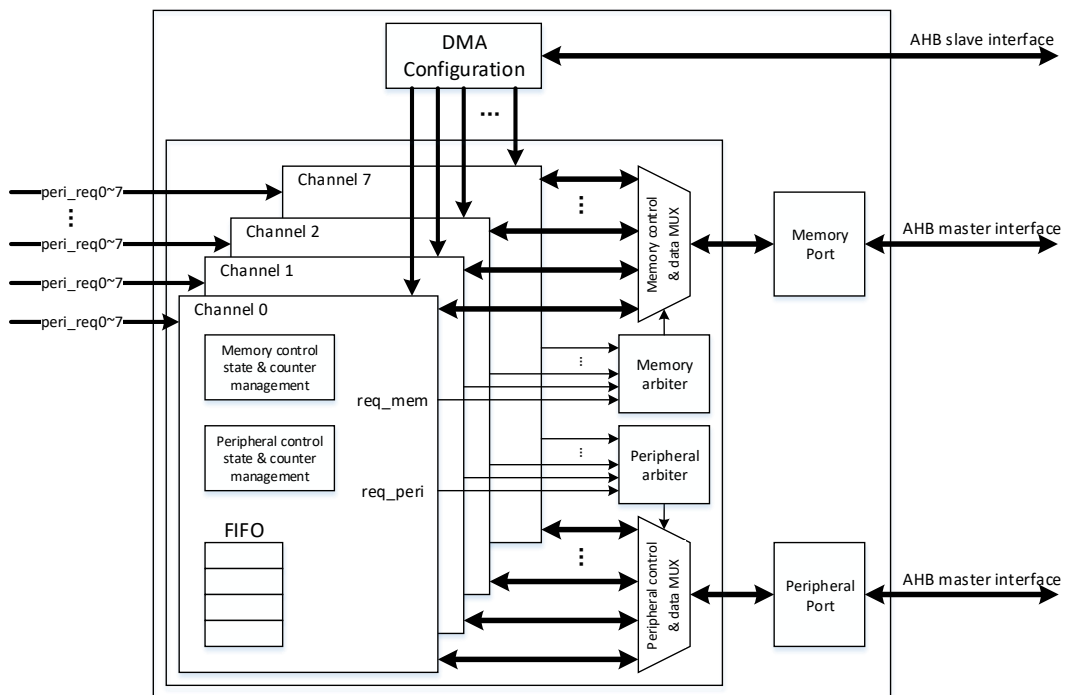 DMA
Configuration
AHB slave interface
...
Channel 7
peri_req0~7
...
Channel 2
peri_req0~7
Channel 1
peri_req0~7
Channel 0
peri_req0~7
...
Memory control
& data MUX
Memory
Port
AHB master interface
Memory control
state & counter
management
req_mem
...
Memory
arbiter
Peripheral control
state & counter
management
req_peri
...
Peripheral
arbiter
FIFO
...
Peripheral control
& data MUX
Peripheral
Port
AHB master interface